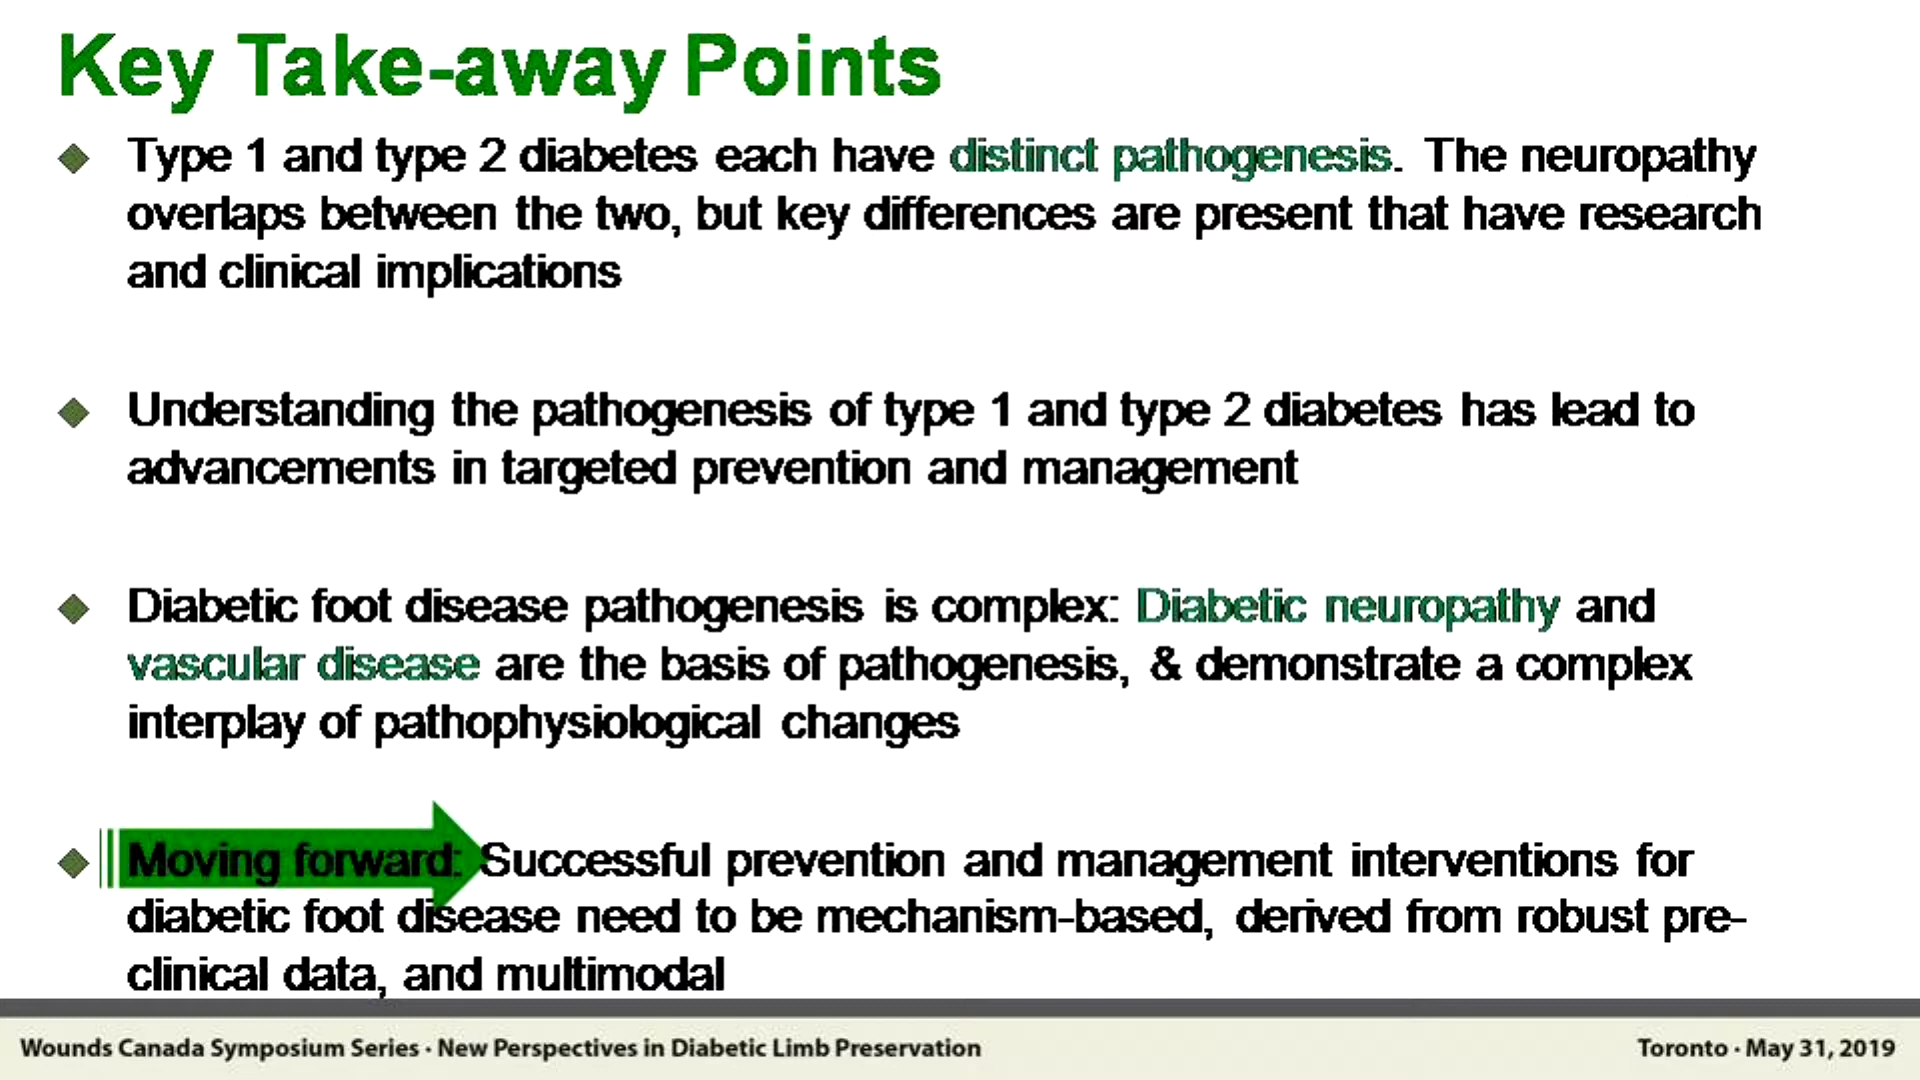 Key Take-away Points
Type 1 and type 2 diabetes each have distinct pathogenesis. The neuropathy
overlaps between the two, but key differences are present that have research
and clinical implications
Understanding the pathogenesis of type 1 and type 2 diabetes has lead to
advancements in targeted prevention and management
Diabetic foot disease pathogenesis is complex: Diabetic neuropathy and
vascular disease are the basis of pathogenesis, & demonstrate a complex
interplay of pathophysiological changes
Moving forward: Successful prevention and management interventions for
diabetic foot disease need to be mechanism-based, derived from robust pre-
clinical data, and multimodal
Wounds Canada Symposium Series · New Perspectives in Diabetic Limb Preservation
Toronto · May 31, 2019